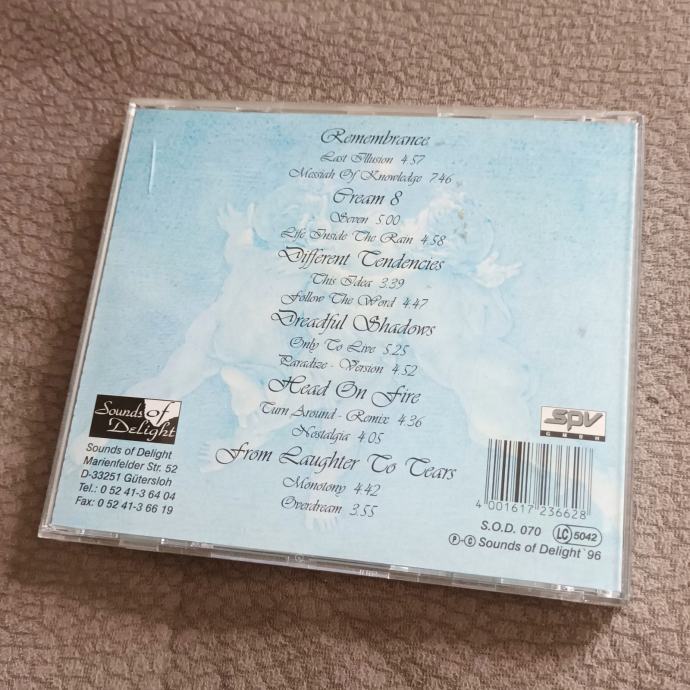 Remembrance
Last Illusion 4.57
Messiah Of Knowledge 7.46
Cream 8
Seven 5.00
Life Inside The Rain 4.58
Different Tendencies
This Idea 3.39
Follow The Word 4.47
Dreadful Shadows
Only To Live 5.25
Paradize - Version 4.52
Head On Fire
Turn Around - Remix 4.36
Nostalgia 4.05
From Laughter To Tears
Monotony 4.42
Overdream 3.55
Sounds of Delight
Sounds of Delight
Marienfelder Str. 52
D-33251 Gütersloh
Tel.: 0 52 41-3 64 04
Fax: 0 52 41-3 66 19
spv
GMBH
4 001617 236628
S.O.D. 070 LC 5042
P-C Sounds of Delight`96